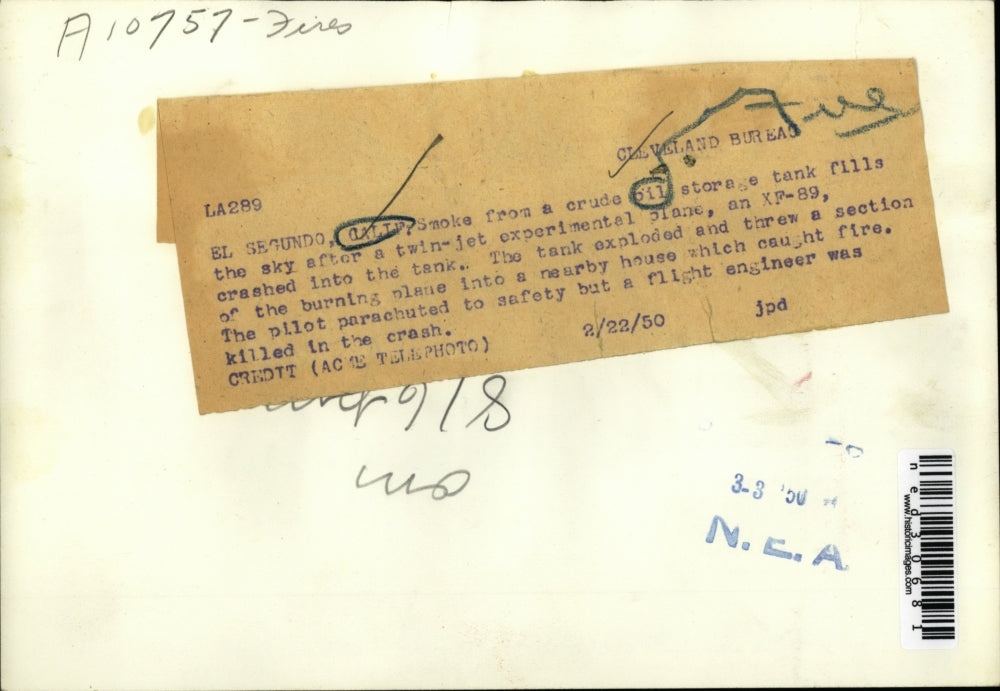 A10757-Fires
Fire
CLEVELAND BUREAU
LA289
EL SEGUNDO, CALIF. Smoke from a crude oil storage tank fills
the sky after a twin-jet experimental plane, an XF-89,
crashed into the tank. The tank exploded and threw a section
of the burning plane into a nearby house which caught fire.
The pilot parachuted to safety but a flight engineer was
killed in the crash.
CREDIT (ACME TELEPHOTO)
2/22/50 jpd
3-3 '50
N.E.A
ned30681
www.historicimages.com